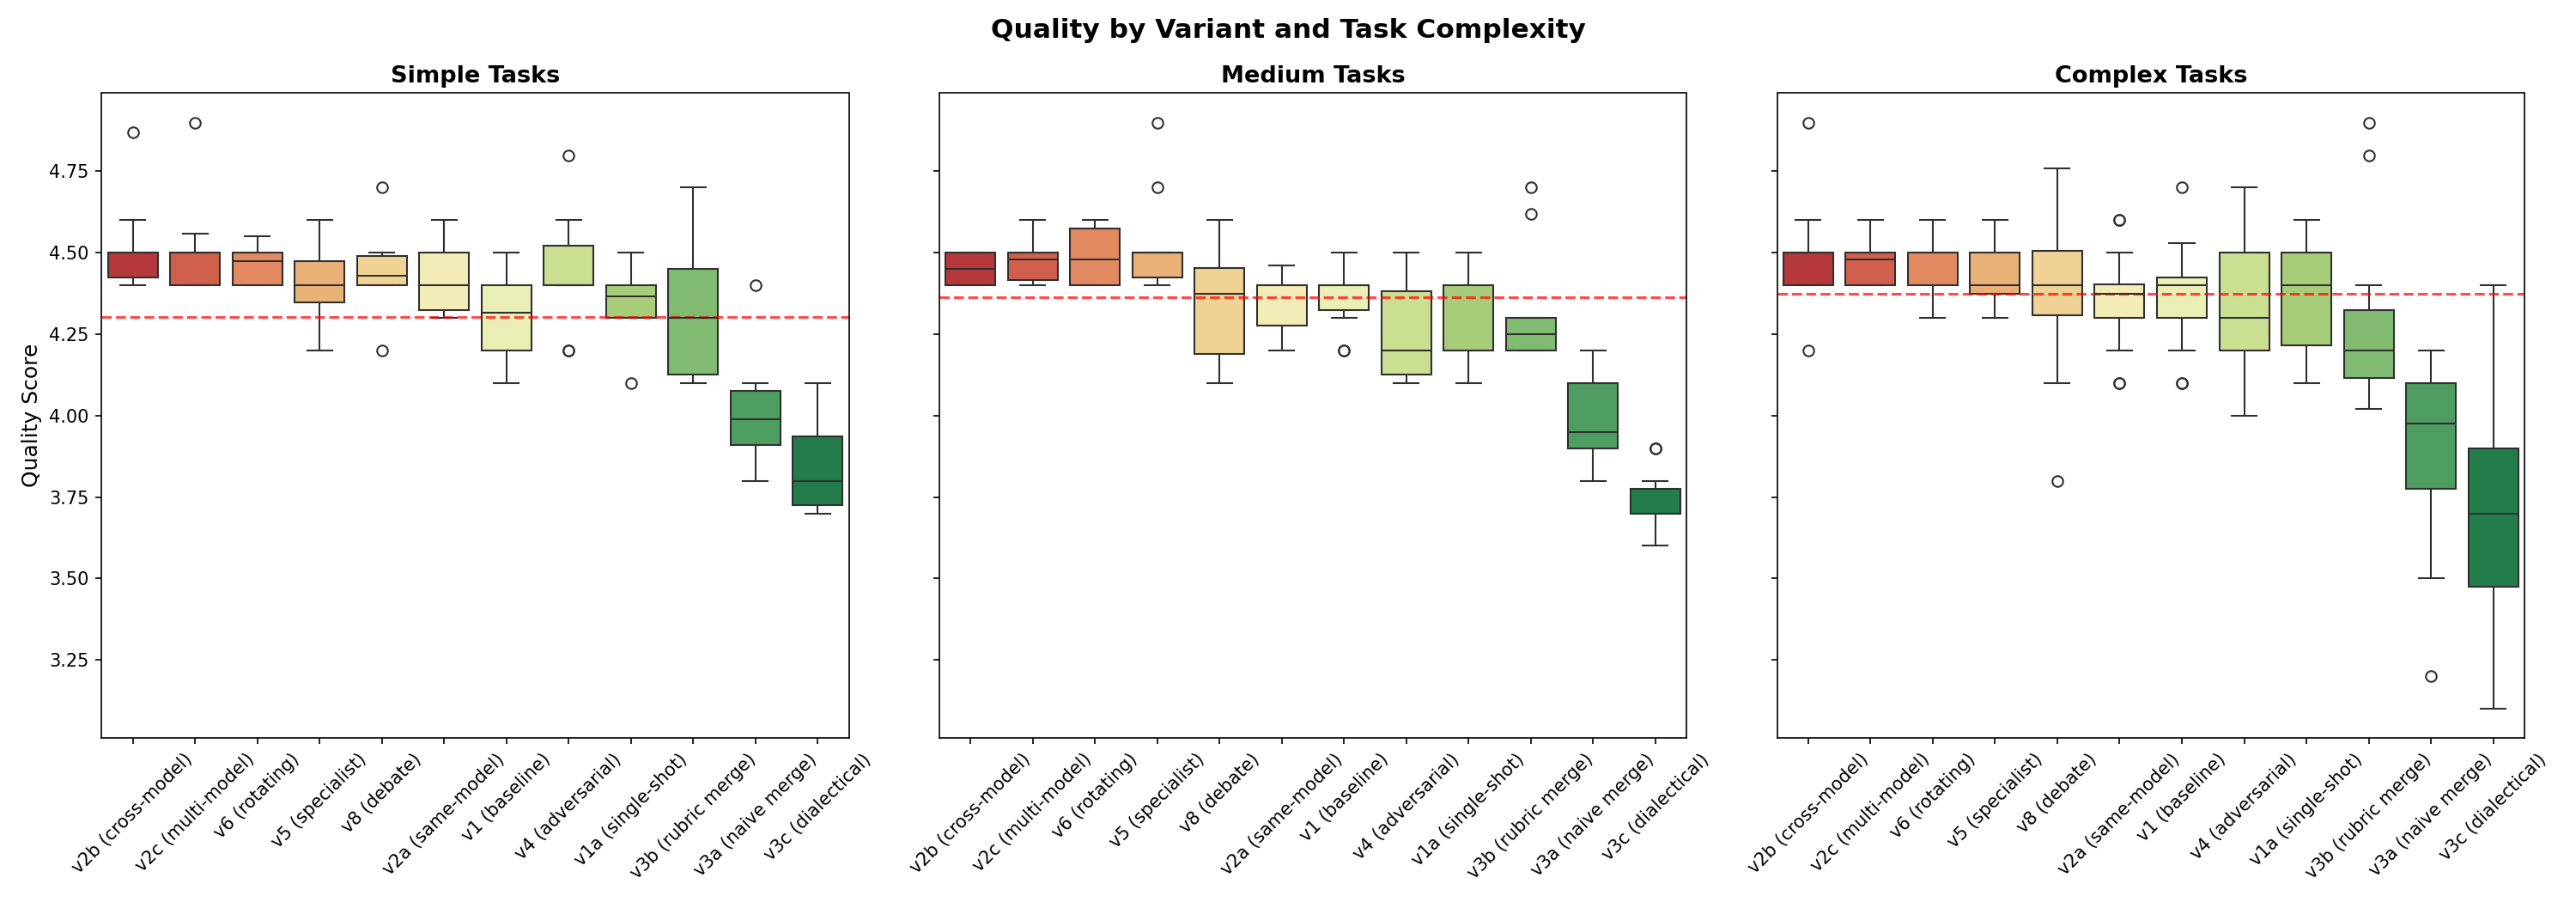 Quality by Variant and Task Complexity
Simple Tasks
Quality Score
4.75
4.50
4.25
4.00
3.75
3.50
3.25
v2b (cross-model)
v2c (multi-model)
v6 (rotating)
v5 (specialist)
v8 (debate)
v2a (same-model)
v1 (baseline)
v4 (adversarial)
v1a (single-shot)
v3b (rubric merge)
v3a (naive merge)
v3c (dialectical)
Medium Tasks
v2b (cross-model)
v2c (multi-model)
v6 (rotating)
v5 (specialist)
v8 (debate)
v2a (same-model)
v1 (baseline)
v4 (adversarial)
v1a (single-shot)
v3b (rubric merge)
v3a (naive merge)
v3c (dialectical)
Complex Tasks
v2b (cross-model)
v2c (multi-model)
v6 (rotating)
v5 (specialist)
v8 (debate)
v2a (same-model)
v1 (baseline)
v4 (adversarial)
v1a (single-shot)
v3b (rubric merge)
v3a (naive merge)
v3c (dialectical)